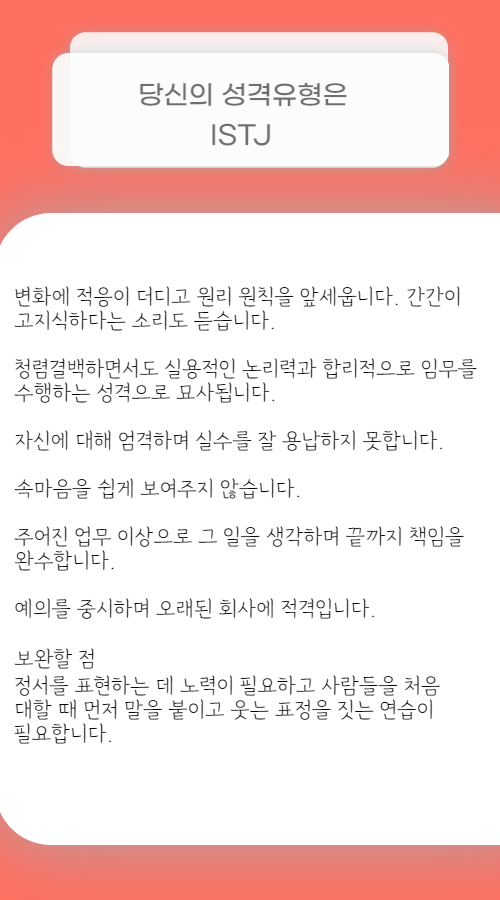 당신의 성격유형은
ISTJ
변화에 적응이 더디고 원리 원칙을 앞세웁니다. 간간이
고지식하다는 소리도 듣습니다.
청렴결백하면서도 실용적인 논리력과 합리적으로 임무를
수행하는 성격으로 묘사됩니다.
자신에 대해 엄격하며 실수를 잘 용납하지 못합니다.
속마음을 쉽게 보여주지 않습니다.
주어진 업무 이상으로 그 일을 생각하며 끝까지 책임을
완수합니다.
예의를 중시하며 오래된 회사에 적격입니다.
보완할 점
정서를 표현하는 데 노력이 필요하고 사람들을 처음
대할 때 먼저 말을 붙이고 웃는 표정을 짓는 연습이
필요합니다.